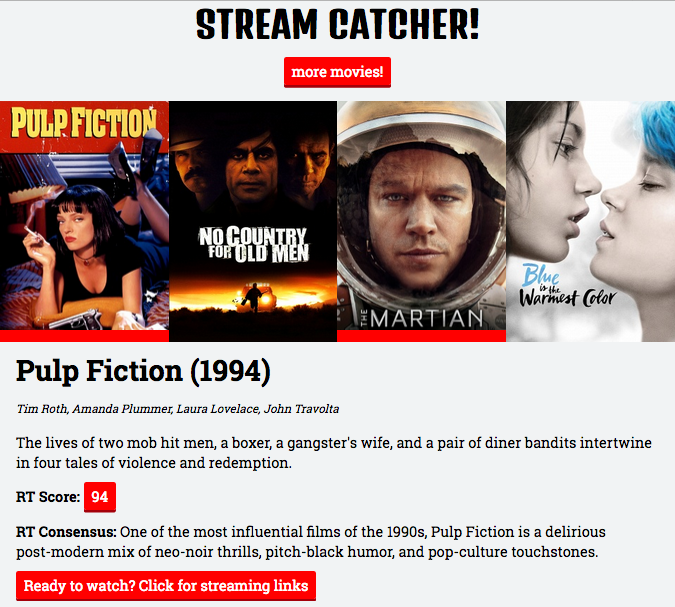 STREAM CATCHER!
more movies!
PULP FICTION
NO COUNTRY
FOR OLD MEN
THE MARTIAN
Blue
is the
Warmest Color
Pulp Fiction (1994)
Tim Roth, Amanda Plummer, Laura Lovelace, John Travolta
The lives of two mob hit men, a boxer, a gangster's wife, and a pair of diner bandits intertwine
in four tales of violence and redemption.
RT Score: 94
RT Consensus: One of the most influential films of the 1990s, Pulp Fiction is a delirious
post-modern mix of neo-noir thrills, pitch-black humor, and pop-culture touchstones.
Ready to watch? Click for streaming links